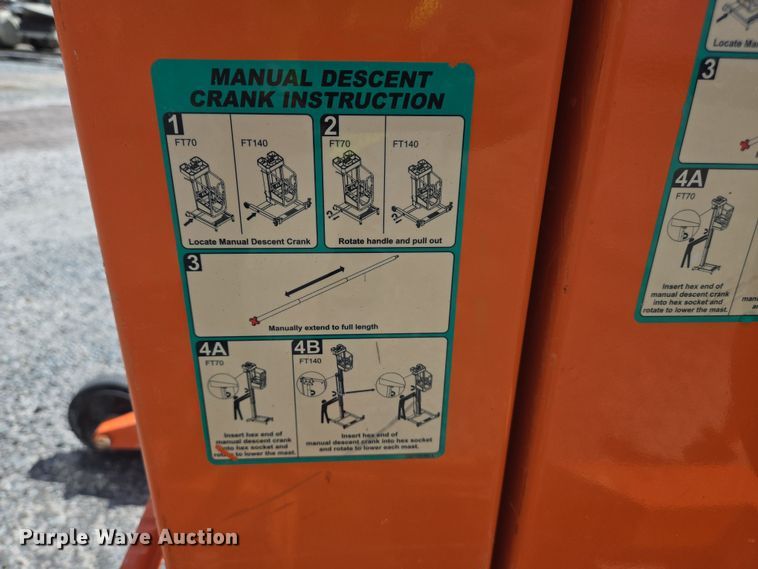 MANUAL DESCENT
CRANK INSTRUCTION
1
FT70
FT140
Locate Manual Descent Crank
2
FT70
FT140
Rotate handle and pull out
3
Manually extend to full length
4A
FT70
Insert hex end of
manual descent crank
into hex socket and
rotate to lower the mast.
4B
FT140
Insert hex end of
manual descent crank into hex socket
and rotate to lower each mast.
Locate Ma
3
4A
FT70
Insert hex end of
manual descent crank
into hex socket and
rotate to lower the mast.
Purple Wave Auction